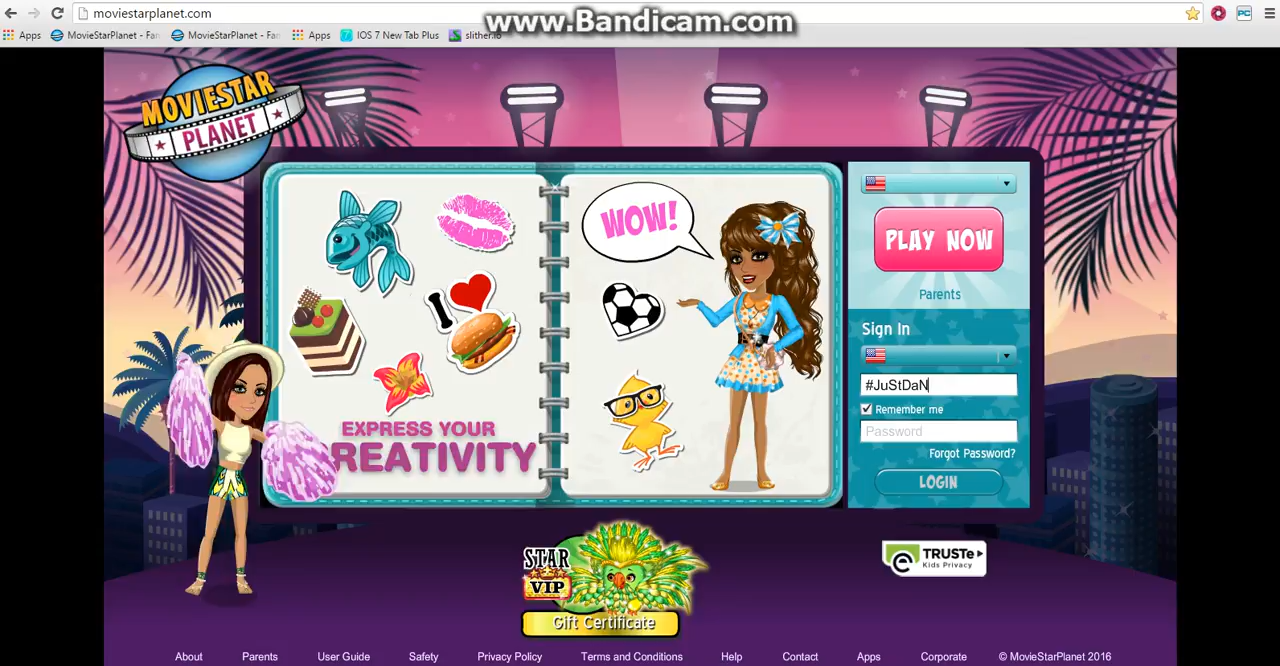 moviestarplanet.com
www.Bandicam.com
Apps
MovieStarPlanet - Fan
MovieStarPlanet - Fan
Apps
IOS 7 New Tab Plus
slither.io
PC
MOVIESTAR
PLANET
WOW!
I
EXPRESS YOUR
CREATIVITY
PLAY NOW
Parents
Sign In
#JuStDaN
Remember me
Password
Forgot Password?
LOGIN
STAR
VIP
Gift Certificate
TRUSTe
Kids Privacy
About Parents User Guide Safety Privacy Policy Terms and Conditions Help Contact Apps Corporate © MovieStarPlanet 2016